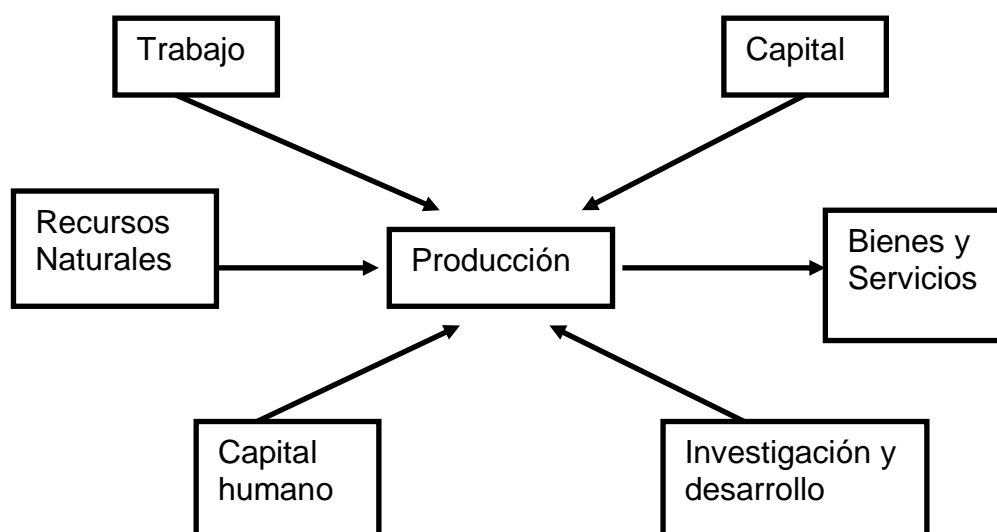 Trabajo
Capital
Recursos
Naturales
Producción
Bienes y
Servicios
Capital
humano
Investigación y
desarrollo